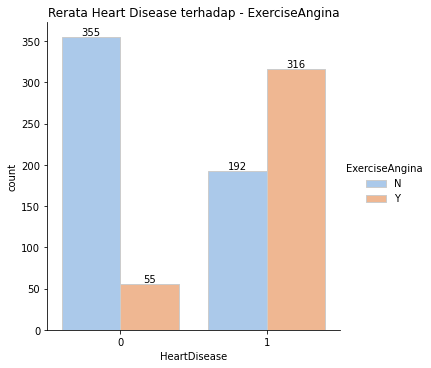 Rerata Heart Disease terhadap - ExerciseAngina
350
300
250
200
150
100
50
0
count
355
55
192
316
0
1
HeartDisease
ExerciseAngina
N
Y